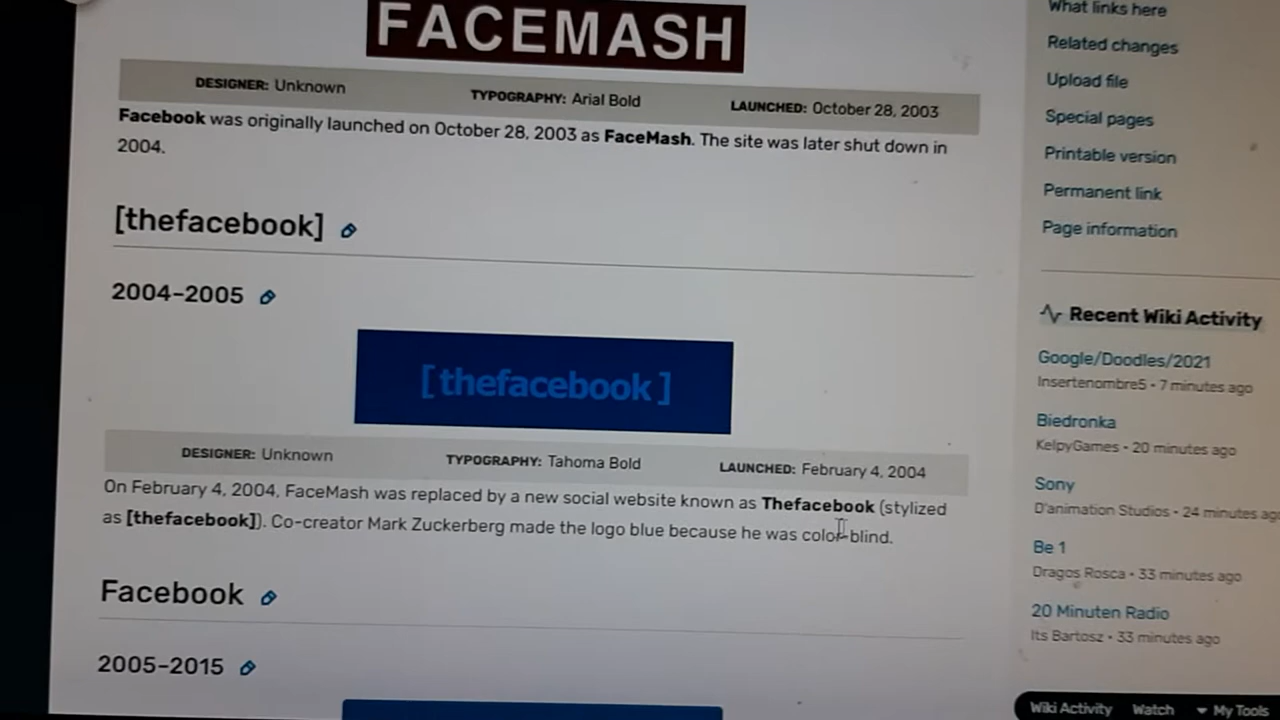 FACEMASH
DESIGNER: Unknown TYPOGRAPHY: Arial Bold LAUNCHED: October 28, 2003
Facebook was originally launched on October 28, 2003 as FaceMash. The site was later shut down in
2004.
[thefacebook]
2004-2005
[thefacebook]
DESIGNER: Unknown TYPOGRAPHY: Tahoma Bold LAUNCHED: February 4, 2004
On February 4, 2004, FaceMash was replaced by a new social website known as Thefacebook (stylized
as [thefacebook]). Co-creator Mark Zuckerberg made the logo blue because he was color-blind.
Facebook
2005-2015
What links here
Related changes
Upload file
Special pages
Printable version
Permanent link
Page information
Recent Wiki Activity
Google/Doodles/2021
Insertenombre5 • 7 minutes ago
Biedronka
KelpyGames • 20 minutes ago
Sony
D'animation Studios • 24 minutes ago
Be 1
Dragos Rosca • 33 minutes ago
20 Minuten Radio
Its Bartosz • 33 minutes ago
Wiki Activity Watch My Tools